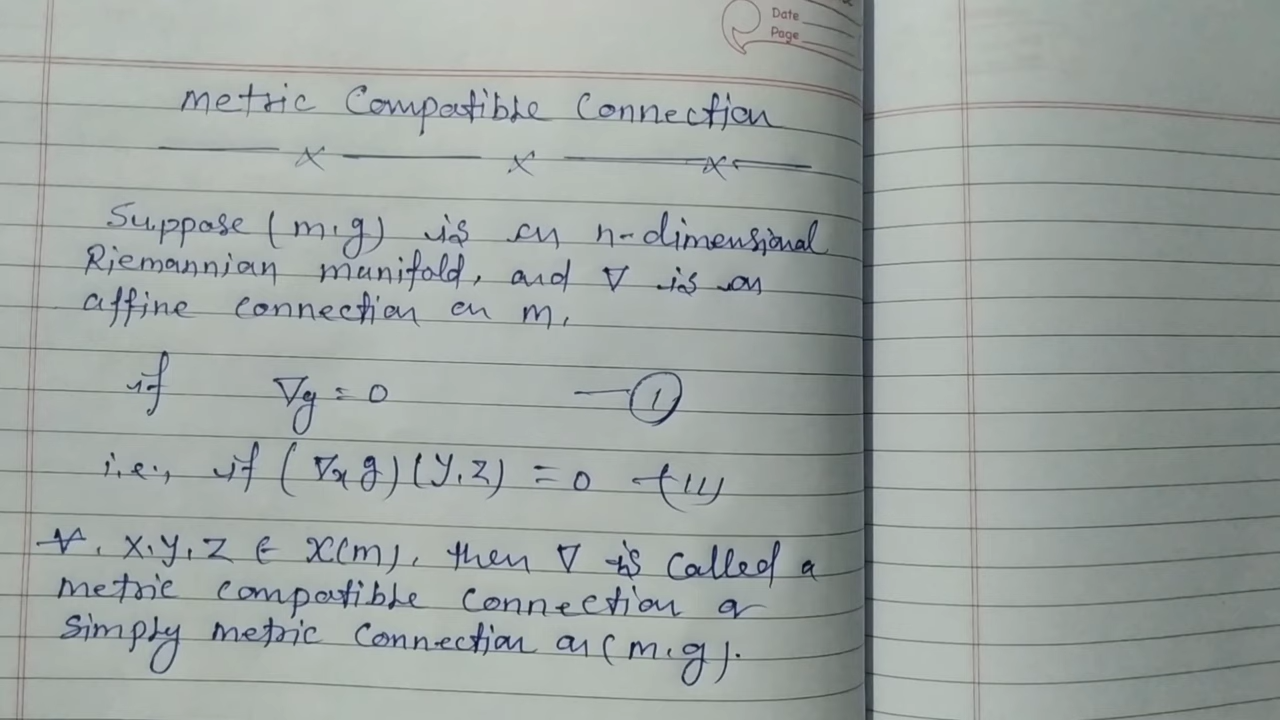 Date
Page
Metric Compatible Connection
Suppose (M, g) is an n-dimensional
Riemannian manifold, and ∇ is an
affine connection on M,
if ∇g = 0 — ①
i.e., if (∇x g)(Y, Z) = 0 —(11)
∀, X, Y, Z ∈ X(M), then ∇ is called a
metric compatible connection or
simply metric connection on (M, g).